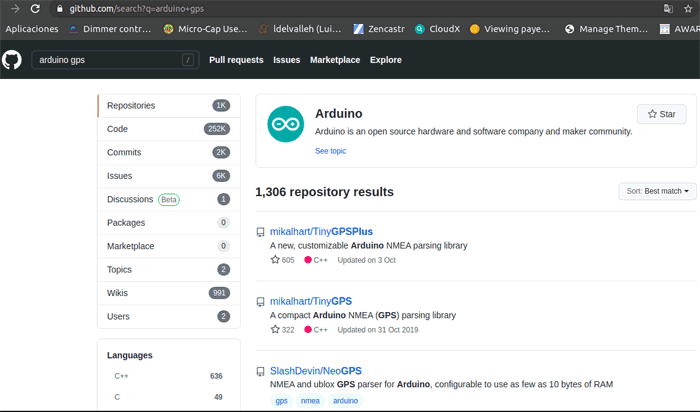 github.com/search?q=arduino+gps
Aplicaciones Dimmer contr... Micro-Cap Use... ldelvalleh (Lui... Zencastr CloudX Viewing paye... Manage Them... AWAR
arduino gps / Pull requests Issues Marketplace Explore
Repositories 1K
Code 252K
Commits 2K
Issues 6K
Discussions Beta 1
Packages 0
Marketplace 0
Topics 2
Wikis 991
Users 2
Languages
C++ 636
C 49
Arduino
Star
Arduino is an open source hardware and software company and maker community.
See topic
1,306 repository results
Sort: Best match
mikalhart/TinyGPSPlus
A new, customizable Arduino NMEA parsing library
605 C++ Updated on 3 Oct
mikalhart/TinyGPS
A compact Arduino NMEA (GPS) parsing library
322 C++ Updated on 31 Oct 2019
SlashDevin/NeoGPS
NMEA and ublox GPS parser for Arduino, configurable to use as few as 10 bytes of RAM
gps nmea arduino